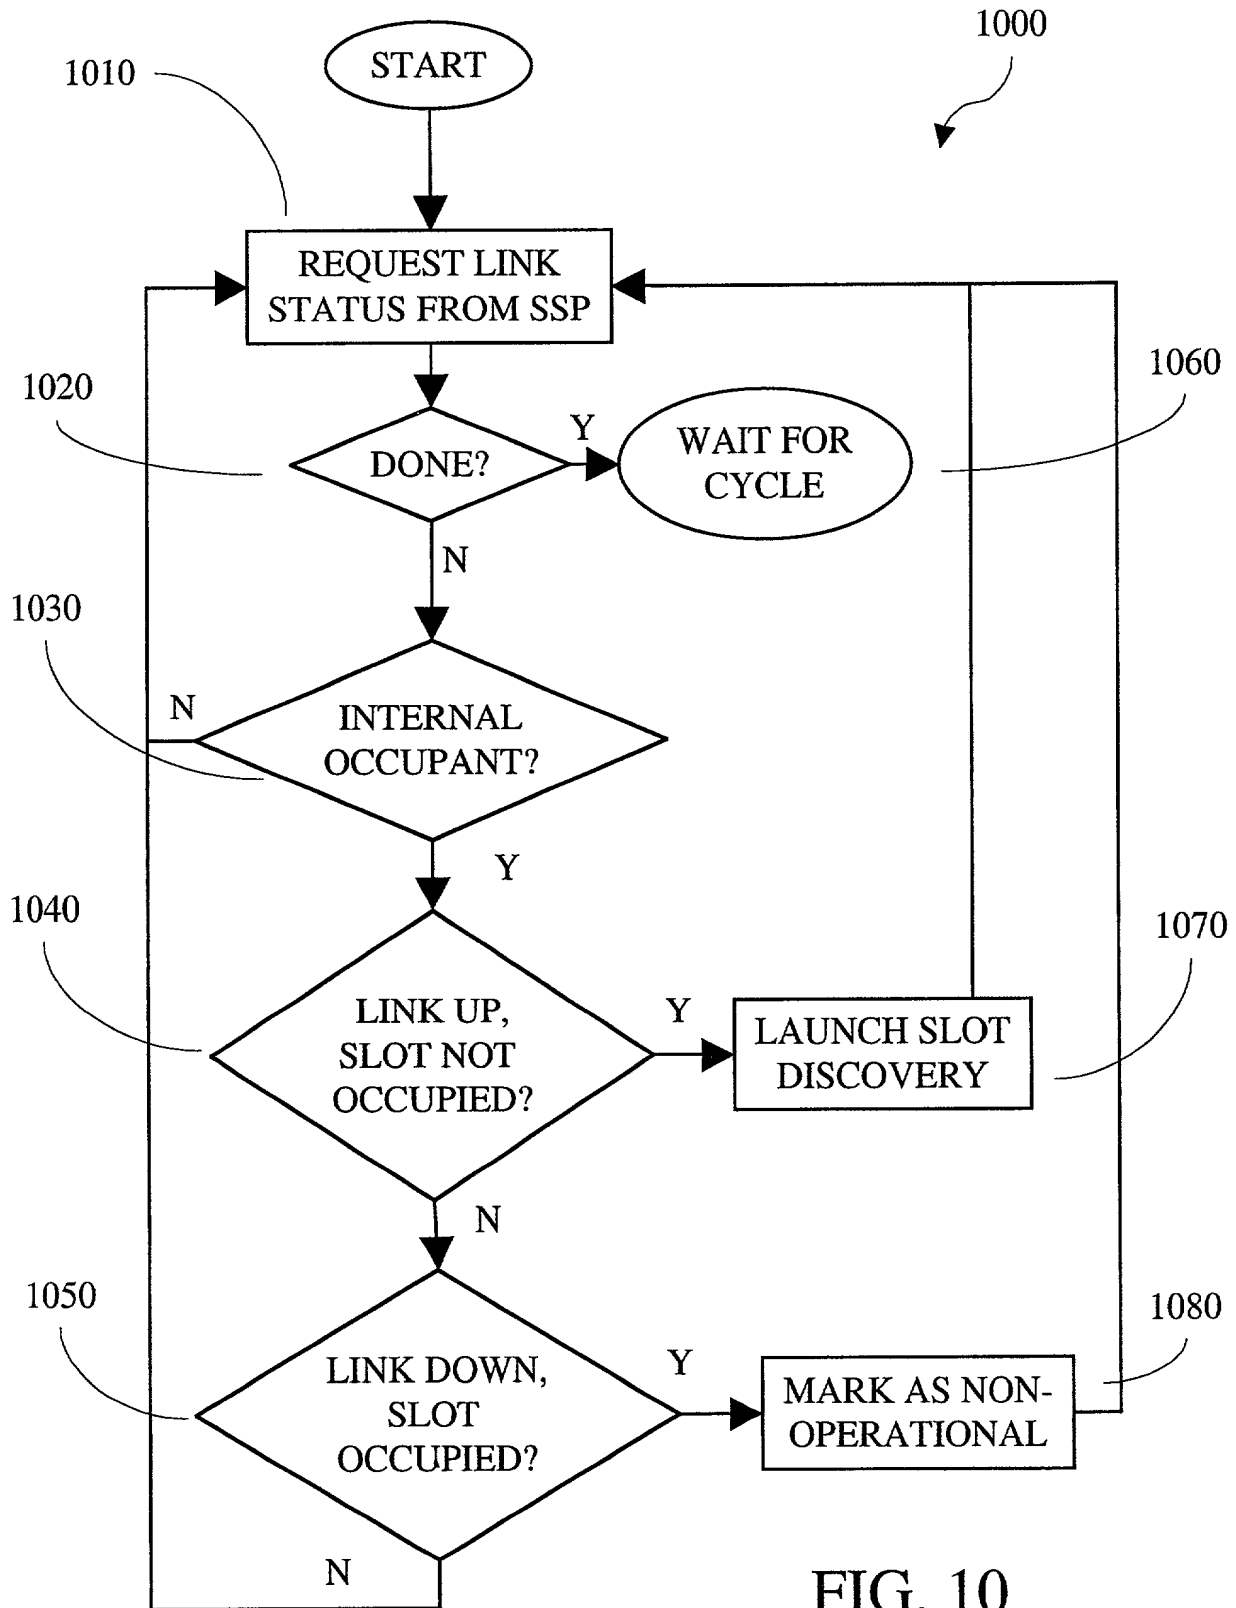 1000
START
1010
REQUEST LINK
STATUS FROM SSP
1020
DONE?
Y
WAIT FOR
CYCLE
1060
N
1030
N
INTERNAL
OCCUPANT?
Y
1040
LINK UP,
SLOT NOT
OCCUPIED?
Y
LAUNCH SLOT
DISCOVERY
1070
N
1050
LINK DOWN,
SLOT
OCCUPIED?
Y
MARK AS NON-
OPERATIONAL
1080
N
FIG. 10